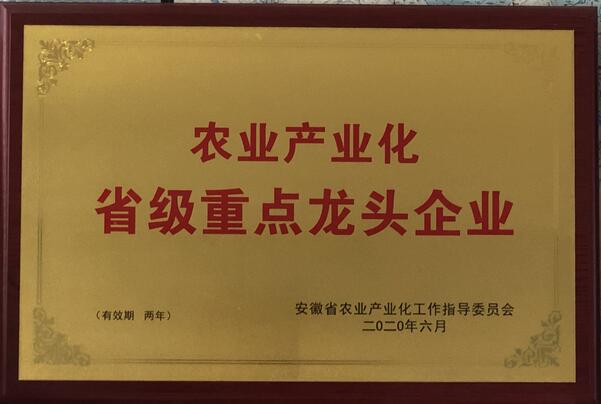 农业产业化
省级重点龙头企业
（有效期 两年）
安徽省农业产业化工作指导委员会
二〇二〇年六月